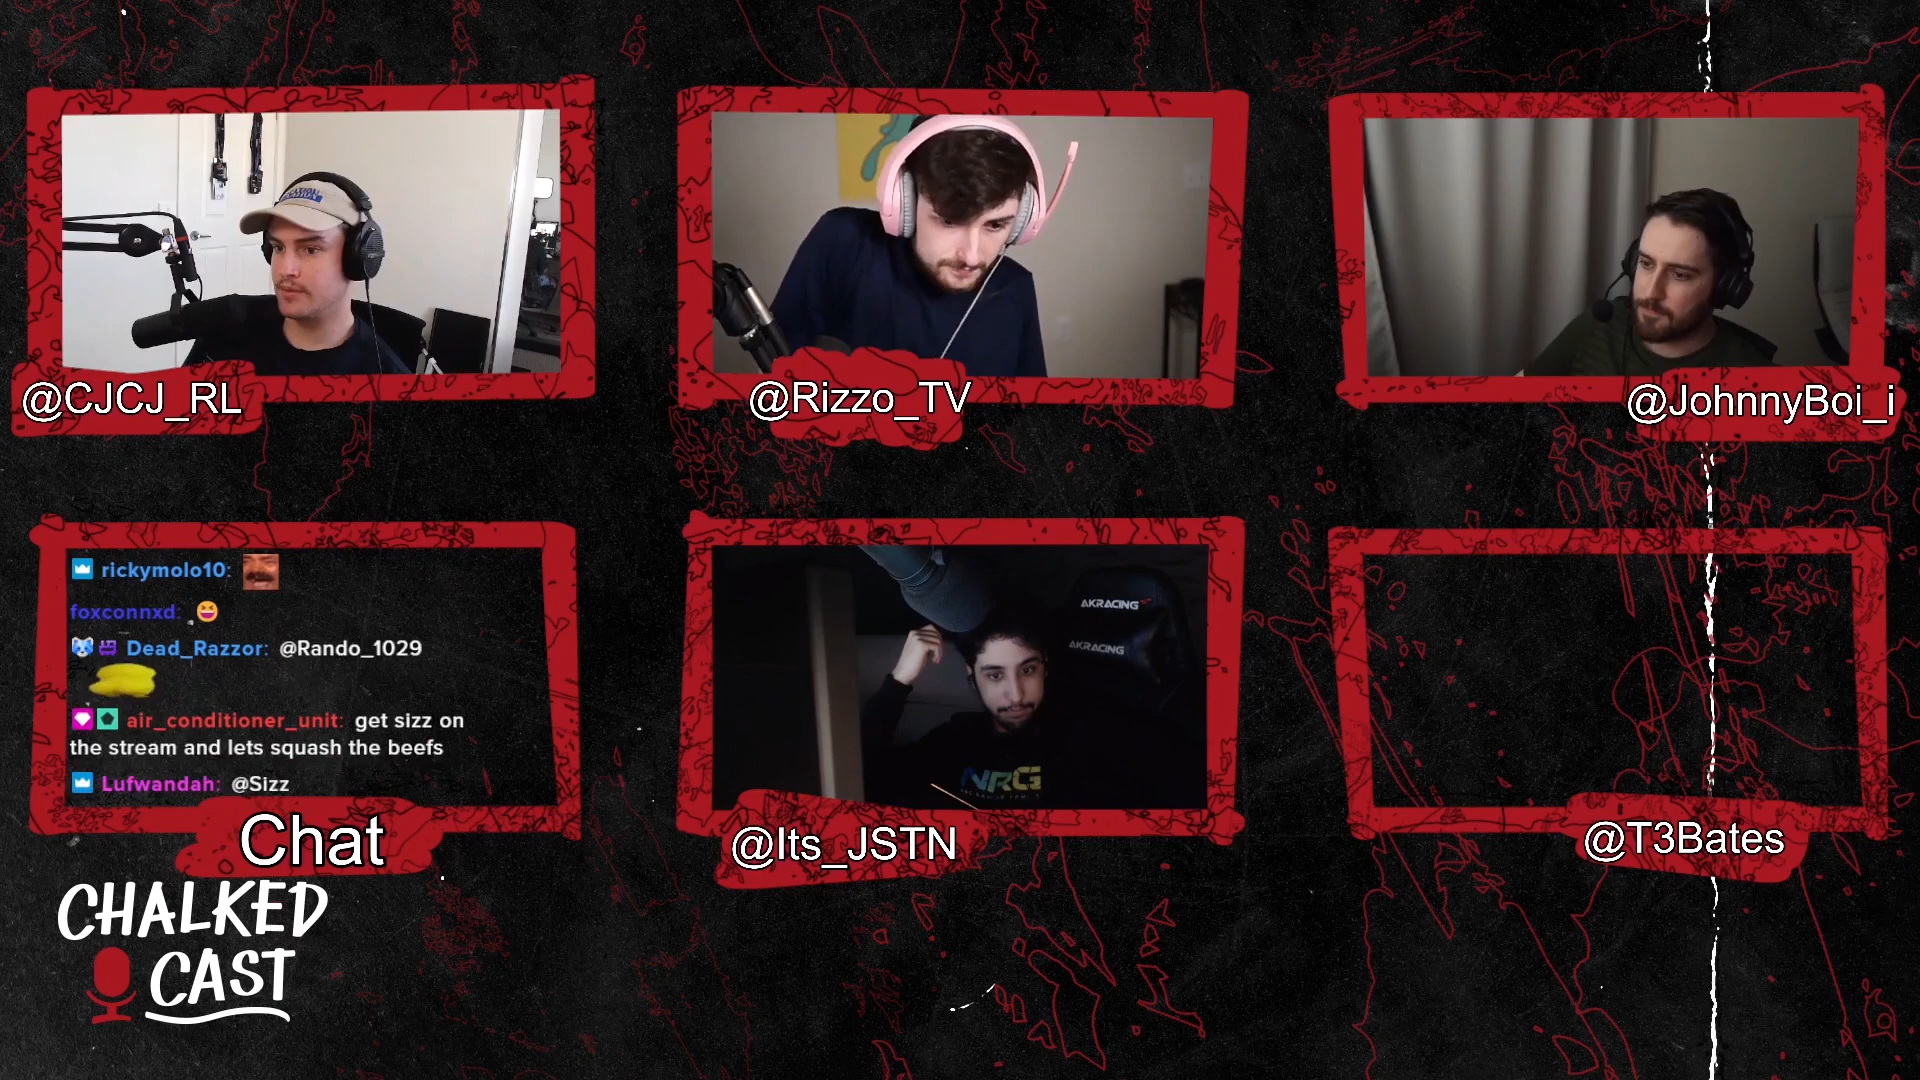 @CJCJ_RL
@Rizzo_TV
@JohnnyBoi_i
rickymolo10:
foxconnxd:
Dead_Razzor: @Rando_1029
air_conditioner_unit: get sizz on
the stream and lets squash the beefs
Lufwandah: @Sizz
Chat
AKRACING
AKRACING
NRG
@Its_JSTN
@T3Bates
CHALKED
CAST